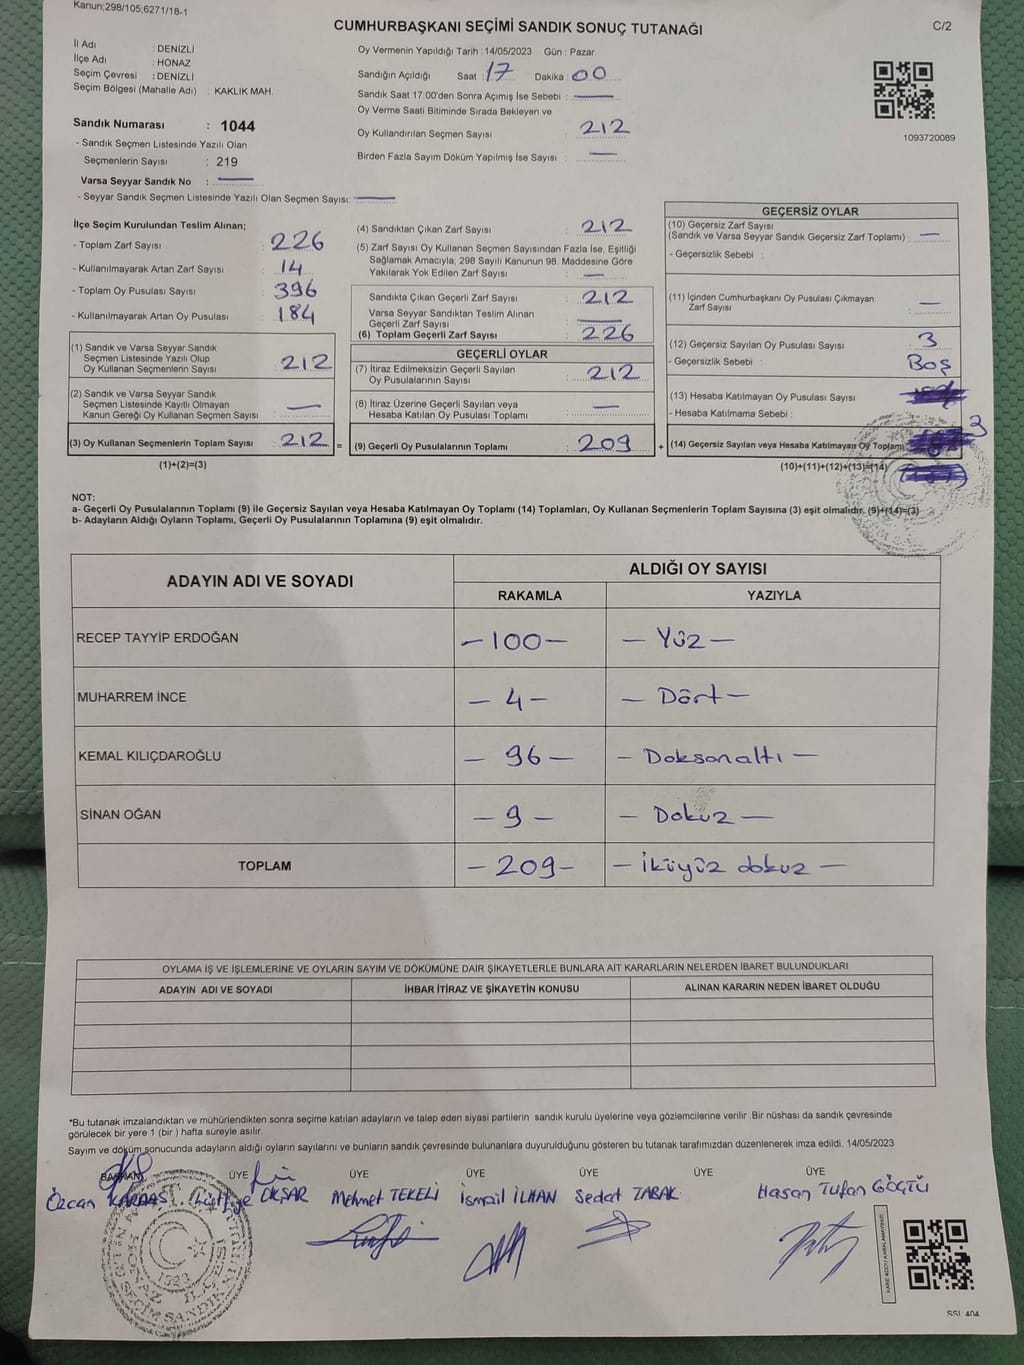 Kanun;298/105;6271/18-1
CUMHURBAŞKANI SEÇİMİ SANDIK SONUÇ TUTANAĞI
C/2
İl Adı : DENİZLİ
İlçe Adı : HONAZ
Seçim Çevresi : DENİZLİ
Seçim Bölgesi (Mahalle Adı) : KAKLIK MAH.
Sandık Numarası : 1044
- Sandık Seçmen Listesinde Yazılı Olan
Seçmenlerin Sayısı : 219
Varsa Seyyar Sandık No : —
- Seyyar Sandık Seçmen Listesinde Yazılı Olan Seçmen Sayısı: —
Oy Vermenin Yapıldığı Tarih : 14/05/2023 Gün : Pazar
Sandığın Açıldığı Saat : 17 Dakika : 00
Sandık Saat 17:00'den Sonra Açımış İse Sebebi : —
Oy Verme Saati Bitiminde Sırada Bekleyen ve
Oy Kullandırılan Seçmen Sayısı : 212
Birden Fazla Sayım Döküm Yapılmış İse Sayısı : —
1093720089
İlçe Seçim Kurulundan Teslim Alınan;
- Toplam Zarf Sayısı : 226
- Kullanılmayarak Artan Zarf Sayısı : 14
- Toplam Oy Pusulası Sayısı : 396
- Kullanılmayarak Artan Oy Pusulası : 184
(1) Sandık ve Varsa Seyyar Sandık
Seçmen Listesinde Yazılı Olup
Oy Kullanan Seçmenlerin Sayısı : 212
(2) Sandık ve Varsa Seyyar Sandık
Seçmen Listesinde Kayıtlı Olmayan
Kanun Gereği Oy Kullanan Seçmen Sayısı : —
(3) Oy Kullanan Seçmenlerin Toplam Sayısı : 212 =
(1)+(2)=(3)
(4) Sandıktan Çıkan Zarf Sayısı : 212
(5) Zarf Sayısı Oy Kullanan Seçmen Sayısından Fazla İse, Eşitliği
Sağlamak Amacıyla; 298 Sayılı Kanunun 98. Maddesine Göre
Yakılarak Yok Edilen Zarf Sayısı : —
Sandıkta Çıkan Geçerli Zarf Sayısı : 212
Varsa Seyyar Sandıktan Teslim Alınan
Geçerli Zarf Sayısı : —
(6) Toplam Geçerli Zarf Sayısı : 226
GEÇERLİ OYLAR
(7) İtiraz Edilmeksizin Geçerli Sayılan
Oy Pusulalarının Sayısı : 212
(8) İtiraz Üzerine Geçerli Sayılan veya
Hesaba Katılan Oy Pusulası Toplamı : —
(9) Geçerli Oy Pusulalarının Toplamı : 209 +
GEÇERSİZ OYLAR
(10) Geçersiz Zarf Sayısı
(Sandık ve Varsa Seyyar Sandık Geçersiz Zarf Toplamı) : —
- Geçersizlik Sebebi :
(11) İçinden Cumhurbaşkanı Oy Pusulası Çıkmayan
Zarf Sayısı : —
(12) Geçersiz Sayılan Oy Pusulası Sayısı : 3
- Geçersizlik Sebebi : Boş
(13) Hesaba Katılmayan Oy Pusulası Sayısı
- Hesaba Katılmama Sebebi :
(14) Geçersiz Sayılan veya Hesaba Katılmayan Oy Toplamı 3
(10)+(11)+(12)+(13)=(14)
NOT:
a- Geçerli Oy Pusulalarının Toplamı (9) ile Geçersiz Sayılan veya Hesaba Katılmayan Oy Toplamı (14) Toplamları, Oy Kullanan Seçmenlerin Toplam Sayısına (3) eşit olmalıdır. (9)+(14)=(3)
b- Adayların Aldığı Oyların Toplamı, Geçerli Oy Pusulalarının Toplamına (9) eşit olmalıdır.
ADAYIN ADI VE SOYADI
ALDIĞI OY SAYISI
RAKAMLA YAZIYLA
RECEP TAYYİP ERDOĞAN — 100 — — Yüz —
MUHARREM İNCE — 4 — — Dört —
KEMAL KILIÇDAROĞLU — 96 — — Doksanaltı —
SİNAN OĞAN — 9 — — Dokuz —
TOPLAM — 209 — — İküyüz dokuz —
OYLAMA İŞ VE İŞLEMLERİNE VE OYLARIN SAYIM VE DÖKÜMÜNE DAİR ŞİKAYETLERLE BUNLARA AİT KARARLARIN NELERDEN İBARET BULUNDUKLARI
ADAYIN ADI VE SOYADI İHBAR İTİRAZ VE ŞİKAYETİN KONUSU ALINAN KARARIN NEDEN İBARET OLDUĞU
*Bu tutanak imzalandıktan ve mühürlendikten sonra seçime katılan adayların ve talep eden siyasi partilerin sandık kurulu üyelerine veya gözlemcilerine verilir. Bir nüshası da sandık çevresinde
görülecek bir yere 1 (bir ) hafta süreyle asılır.
Sayım ve döküm sonucunda adayların aldığı oyların sayılarını ve bunların sandık çevresinde bulunanlara duyurulduğunu gösteren bu tutanak tarafımızdan düzenlenerek imza edildi. 14/05/2023
BAŞKAN ÜYE ÜYE ÜYE ÜYE ÜYE ÜYE
Özcan KARDAŞ Lütfiye OKŞAR Mehmet TEKELİ İsmail İLHAN Sedat TABAK Hasan Tufan GÖÇTÜ
1923